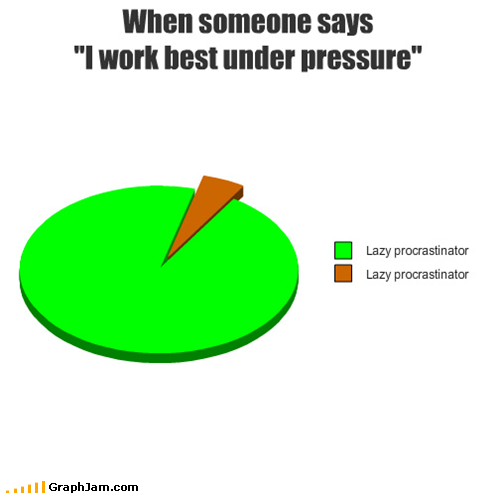 When someone says
"I work best under pressure"
Lazy procrastinator
Lazy procrastinator
GraphJam.com